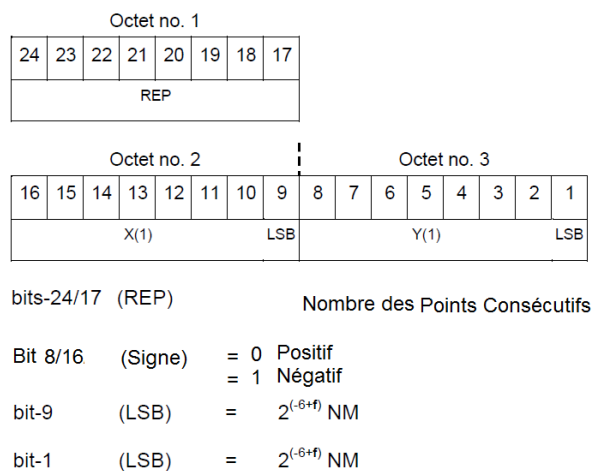 Octet no. 1
24 23 22 21 20 19 18 17
REP
Octet no. 2 Octet no. 3
16 15 14 13 12 11 10 9 8 7 6 5 4 3 2 1
X(1) LSB Y(1) LSB
bits-24/17 (REP) Nombre des Points Consécutifs
Bit 8/16 (Signe) = 0 Positif
= 1 Négatif
bit-9 (LSB) = 2^(-6+f) NM
bit-1 (LSB) = 2^(-6+f) NM